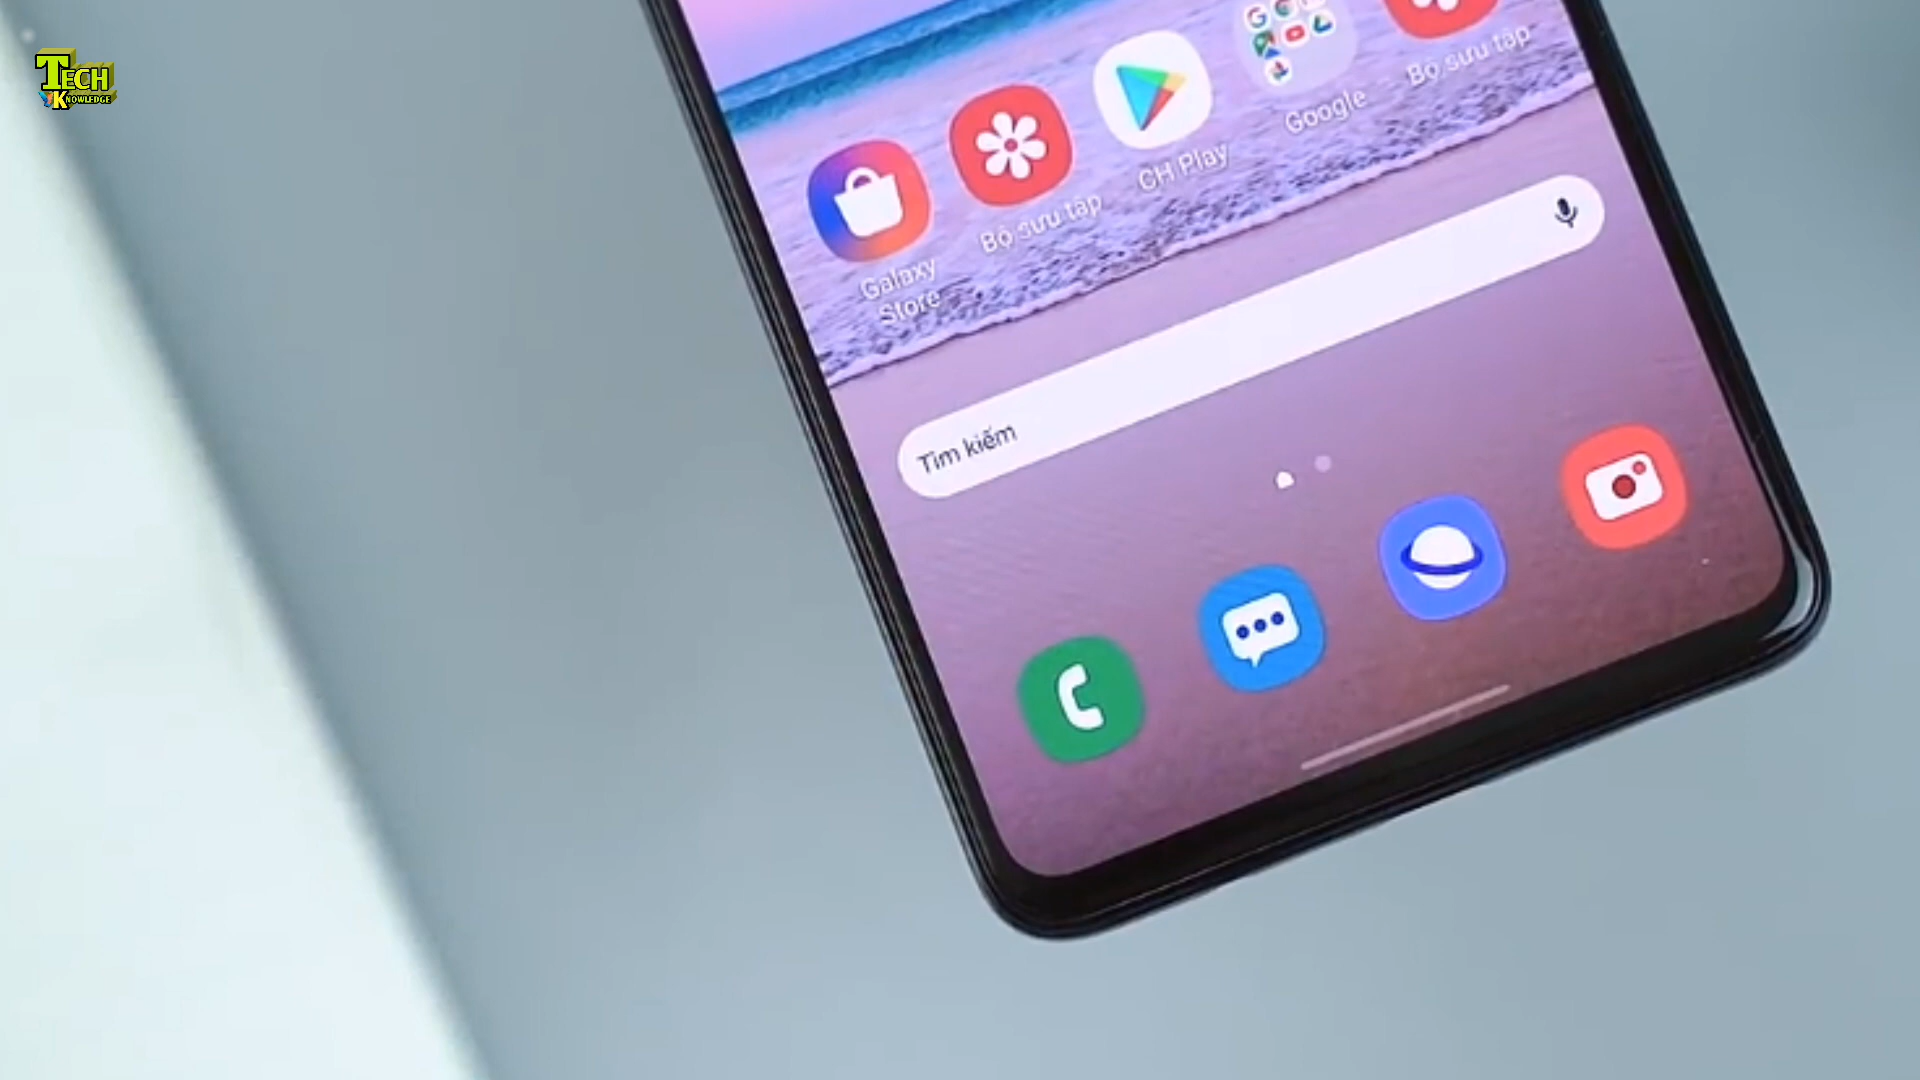 TECH
KNOWLEDGE
Galaxy
Store
Bộ sưu tập
CH Play
Google
Bộ sưu tập
Tìm kiếm